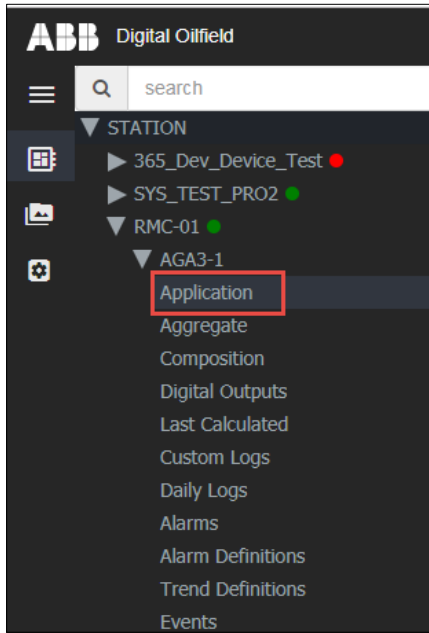 ABB Digital Oilfield
search
STATION
365_Dev_Device_Test
SYS_TEST_PRO2
RMC-01
AGA3-1
Application
Aggregate
Composition
Digital Outputs
Last Calculated
Custom Logs
Daily Logs
Alarms
Alarm Definitions
Trend Definitions
Events